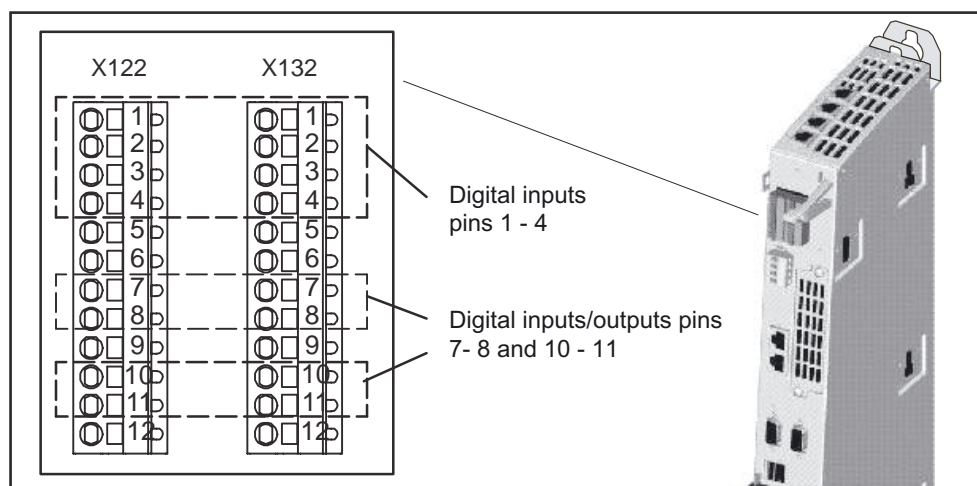 X122 X132
1 1
2 2
3 3
4 4
5 5
6 6
7 7
8 8
9 9
10 10
11 11
12 12
Digital inputs
pins 1 - 4
Digital inputs/outputs pins
7- 8 and 10 - 11